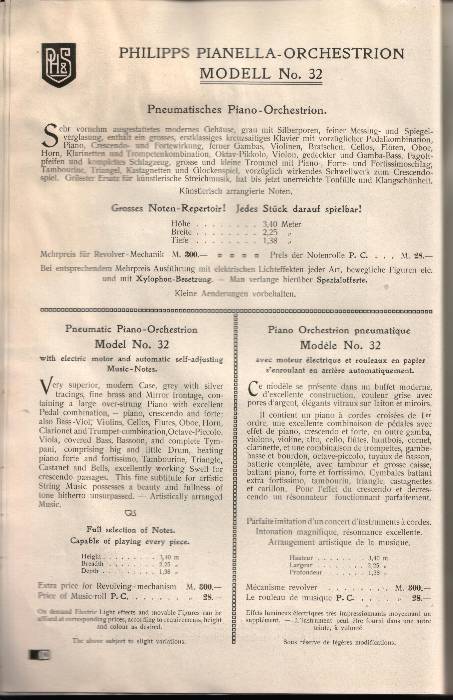 PHILIPPS PIANELLA-ORCHESTRION
MODELL No. 32
Pneumatisches Piano-Orchestrion.
Sehr vornehm ausgestattetes modernes Gehäuse, grau mit Silberporen, feiner Messing- und Spiegel-
verglasung, enthält ein grosses, erstklassiges kreuzsaitiges Klavier mit vorzüglicher Pedalkombination,
Piano, Crescendo- und Fortewirkung, ferner Gambas, Violinen, Bratschen, Cellos, Flöten, Oboe,
Horn, Klarinetten und Trompetenkombination, Oktav-Pikkolo, Violon, gedeckter und Gamba-Bass, Fagott-
pfeifen und komplettes Schlagzeug, grosse und kleine Trommel mit Piano-, Forte- und Fortissimoschlag,
Tambourine, Triangel, Kastagnetten und Glockenspiel, vorzüglich wirkendes Schwellwerk zum Crescendo-
spiel. Grösster Ersatz für künstlerische Streichmusik, hat bis jetzt unerreichte Tonfülle und Klangschönheit.
Künstlerisch arrangierte Noten.
Grosses Noten-Repertoir! Jedes Stück darauf spielbar!
Höhe . . . . . . . . 3,40 Meter
Breite . . . . . . . . 2,25 „
Tiefe . . . . . . . . 1,38 „
Mehrpreis für Revolver-Mechanik M. 800.— Preis der Notenrolle P. C. . . . M. 28.—
Bei entsprechendem Mehrpreis Ausführung mit elektrischen Lichteffekten jeder Art, bewegliche Figuren etc.
und mit Xylophon-Besetzung. — Man verlange hierüber Spezialofferte.
Kleine Aenderungen vorbehalten.
Pneumatic Piano-Orchestrion
Model No. 32
with electric motor and automatic self-adjusting
Music-Notes.
Very superior, modern Case, grey with silver
tracings, fine brass and Mirror frontage, con-
taining a large over-strung Piano with excellent
Pedal combination, — piano, crescendo and forte;
also Bass-Viol, Violins, Cellos, Flutes, Oboe, Horn,
Clarionet and Trumpet-cumbination, Octave-Piccolo,
Viola, covered Bass, Bassoon, and complete Tym-
pani, comprising big and little Drum, beating
piano forte and fortissimo, Tambourine, Triangle,
Castanet and Bells, excellently working Swell for
crescendo passages. This fine subtitule for artistic
String Music possesses a beauty and fullness of
tone hitherto unsurpassed. — Artistically arranged
Music.
Full selection of Notes.
Capable of playing every piece.
Height . . . . . . . . 3,40 m
Breadth . . . . . . . . 2,25 „
Depth . . . . . . . . 1,38 „
Extra price for Revolving-mechanism M. 800.—
Price of Music-roll P. C. . . . . . „ 28.—
On demand Electric Light effects and movable Figures can be
affixed at corresponding prices, according to requirements, height
and colour as desired.
The above subject to slight variations.
Piano Orchestrion pneumatique
Modèle No. 32
avec moteur électrique et rouleaux en papier
s'enroulant en arrière automatiquement.
Ce modèle se présente dans un buffet moderne,
d'excellente construction, couleur grise avec
pores d'argent, élégants vitraux sur laiton et miroirs.
Il contient un piano à cordes croisées de 1er
ordre, une excellente combinaison de pédales avec
effet de piano, crescendo et forte, en outre gamba,
violons, violine, alto, cello, flûtes, hautbois, cornet,
clarinette, et une combinaison de trompettes, gamba-
basse et bourdon, octave-piccolo, tuyaux de basson,
batterie complète, avec tambour et grosse caisse,
battant piano, forte et fortissimo. Cymbales battant
extra fortissimo, tambourin, triangle, castagnettes
et carillon. Pour l'effet du crescendo et decres-
cendo un résonnateur fonctionnant parfaitement.
Parfaite imitation d'un concert d'instruments à cordes.
Intonation magnifique, résonnance excellente.
Arrangement artistique de la musique.
Hauteur . . . . . . . . 3,40 m
Largeur . . . . . . . . 2,25 „
Profondeur . . . . . . . . 1,38 „
Mécanisme revolver . . . . . . M. 800.—
Le rouleau de musique P. C. . . . . . „ 28.—
Effets lumineux électriques très impressionnants moyennant un
supplément. — L'instrument peut être fourni dans une autre
teinte, à volonté.
Sous réserve de légères modifications.